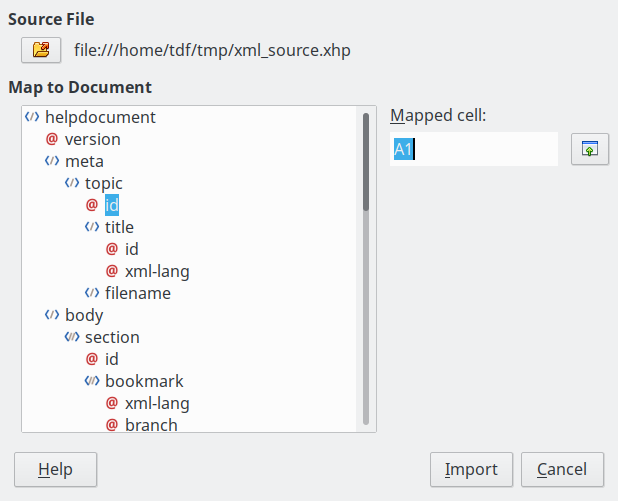 Source File
file:///home/tdf/tmp/xml_source.xhp
Map to Document
helpdocument
@ version
meta
topic
@ id
title
@ id
@ xml-lang
filename
body
section
@ id
bookmark
@ xml-lang
@ branch
Mapped cell:
A1
Help
Import
Cancel